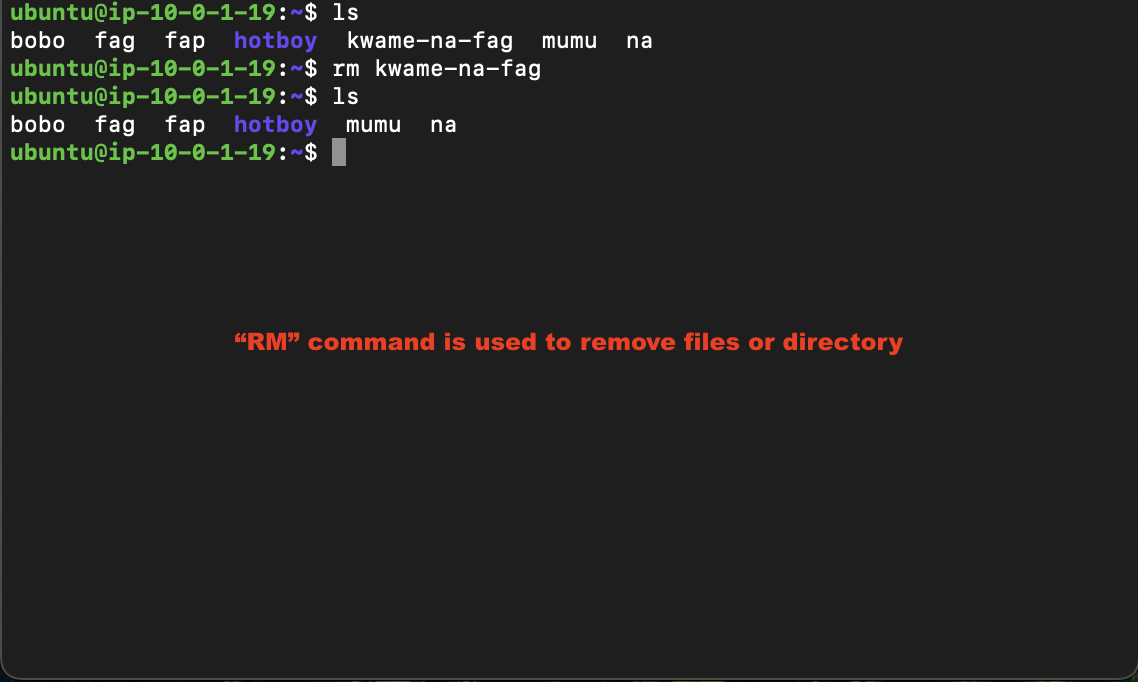 ubuntu@ip-10-0-1-19:~$ ls
bobo  fag  fap  hotboy  kwame-na-fag  mumu  na
ubuntu@ip-10-0-1-19:~$ rm kwame-na-fag
ubuntu@ip-10-0-1-19:~$ ls
bobo  fag  fap  hotboy  mumu  na
ubuntu@ip-10-0-1-19:~$
“RM” command is used to remove files or directory